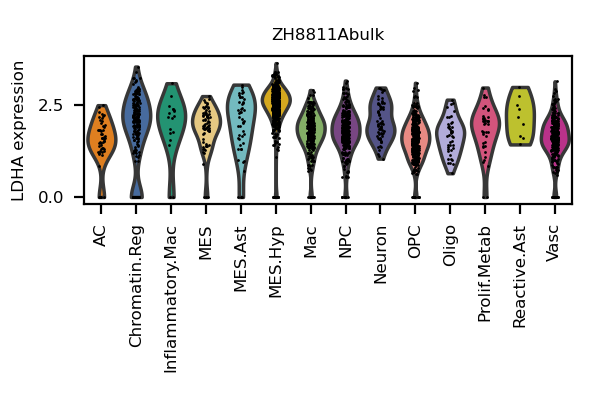 ZH8811Abulk
LDHA expression
2.5
0.0
AC
Chromatin.Reg
Inflammatory.Mac
MES
MES.Ast
MES.Hyp
Mac
NPC
Neuron
OPC
Oligo
Prolif.Metab
Reactive.Ast
Vasc